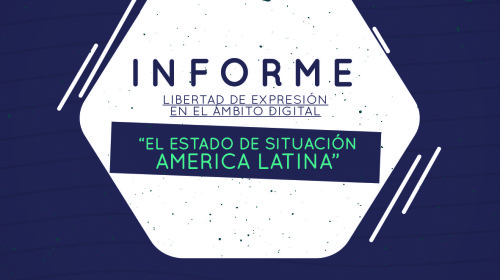 INFORME
LIBERTAD DE EXPRESIÓN
EN EL ÁMBITO DIGITAL
“EL ESTADO DE SITUACIÓN
AMERICA LATINA”